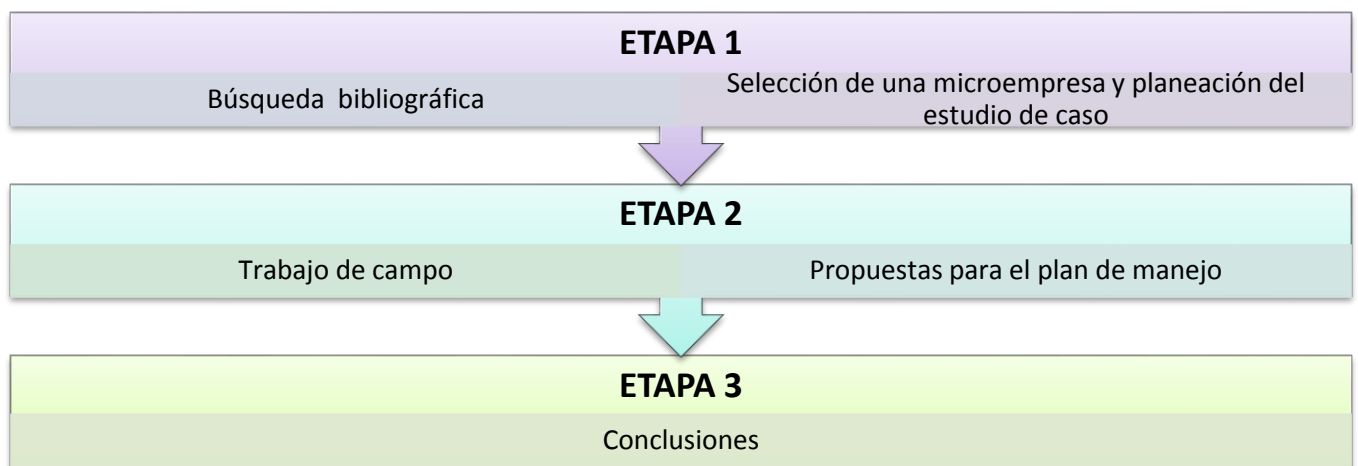 ETAPA 1
Búsqueda bibliográfica
Selección de una microempresa y planeación del
estudio de caso
ETAPA 2
Trabajo de campo
Propuestas para el plan de manejo
ETAPA 3
Conclusiones